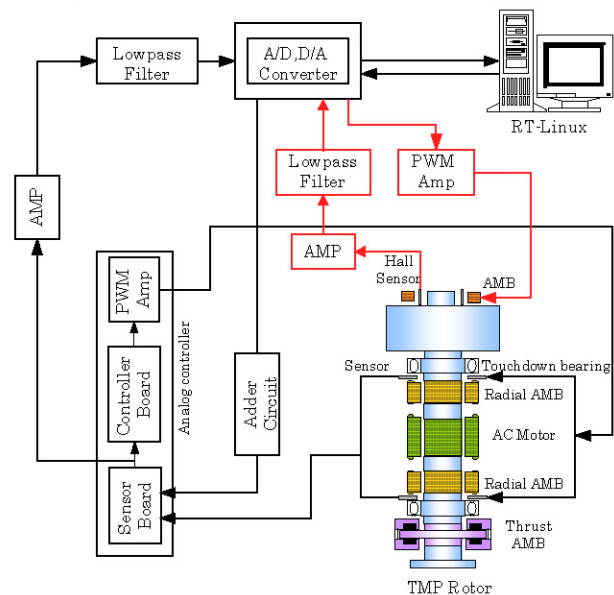 Lowpass
Filter
A/D,D/A
Converter
RT-Linux
Lowpass
Filter
PWM
Amp
AMP
AMP
Hall
Sensor
AMB
PWM
Amp
Controller
Board
Sensor
Board
Analog controller
Adder
Circuit
Sensor
Touchdown bearing
Radial AMB
AC Motor
Radial AMB
Thrust
AMB
TMP Rotor